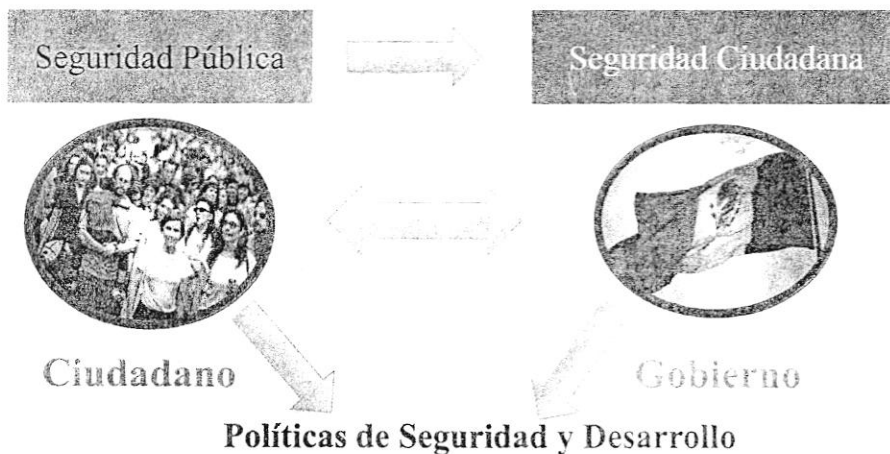 Seguridad Pública
Seguridad Ciudadana
Ciudadano
Gobierno
Políticas de Seguridad y Desarrollo